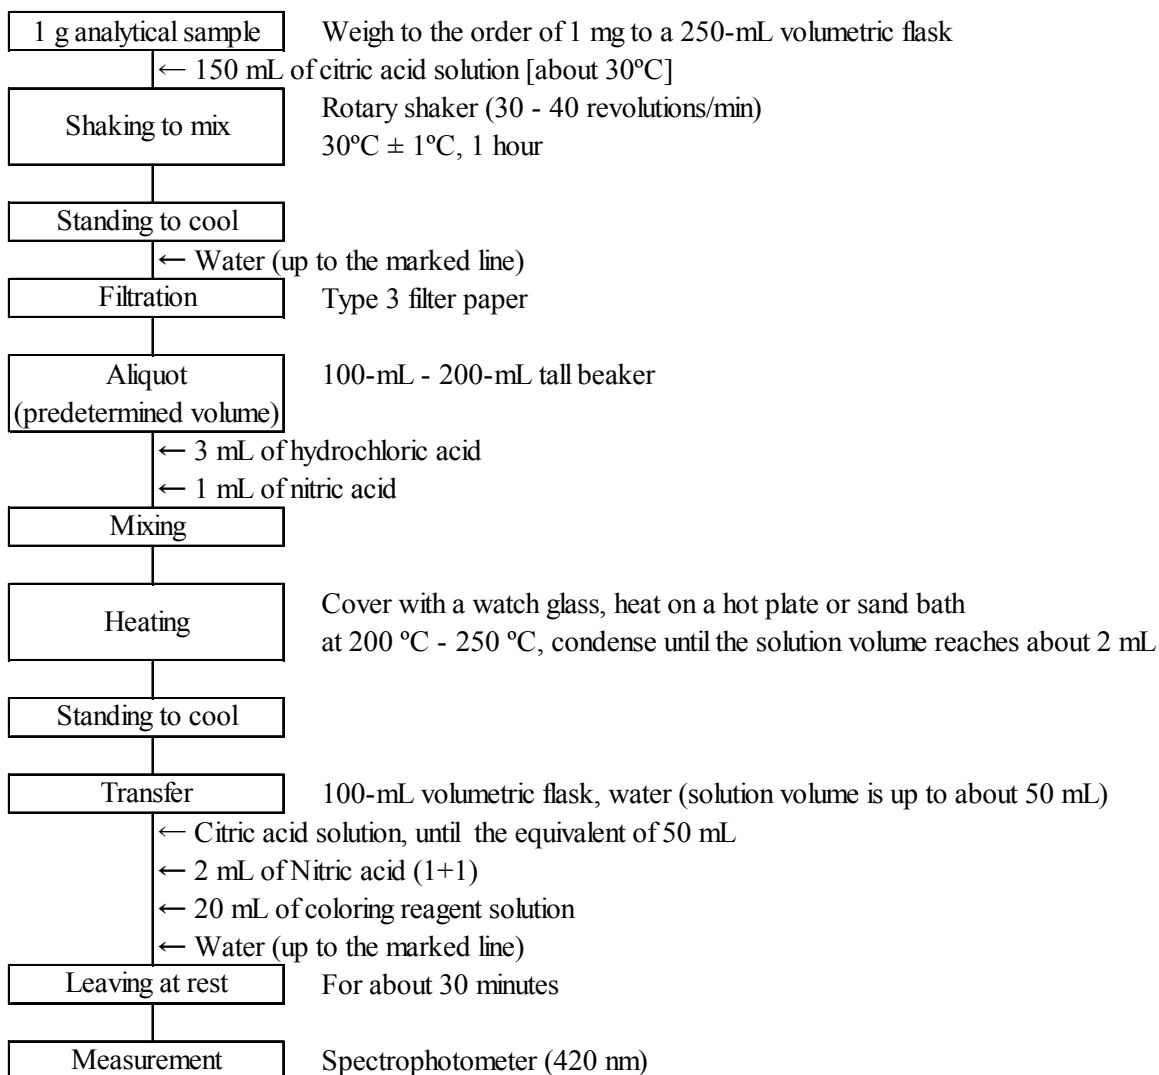 1 g analytical sample Weigh to the order of 1 mg to a 250-mL volumetric flask
← 150 mL of citric acid solution [about 30ºC]
Shaking to mix Rotary shaker (30 - 40 revolutions/min)
30ºC ± 1ºC, 1 hour
Standing to cool
← Water (up to the marked line)
Filtration Type 3 filter paper
Aliquot 100-mL - 200-mL tall beaker
(predetermined volume)
← 3 mL of hydrochloric acid
← 1 mL of nitric acid
Mixing
Heating Cover with a watch glass, heat on a hot plate or sand bath
at 200 ºC - 250 ºC, condense until the solution volume reaches about 2 mL
Standing to cool
Transfer 100-mL volumetric flask, water (solution volume is up to about 50 mL)
← Citric acid solution, until the equivalent of 50 mL
← 2 mL of Nitric acid (1+1)
← 20 mL of coloring reagent solution
← Water (up to the marked line)
Leaving at rest For about 30 minutes
Measurement Spectrophotometer (420 nm)